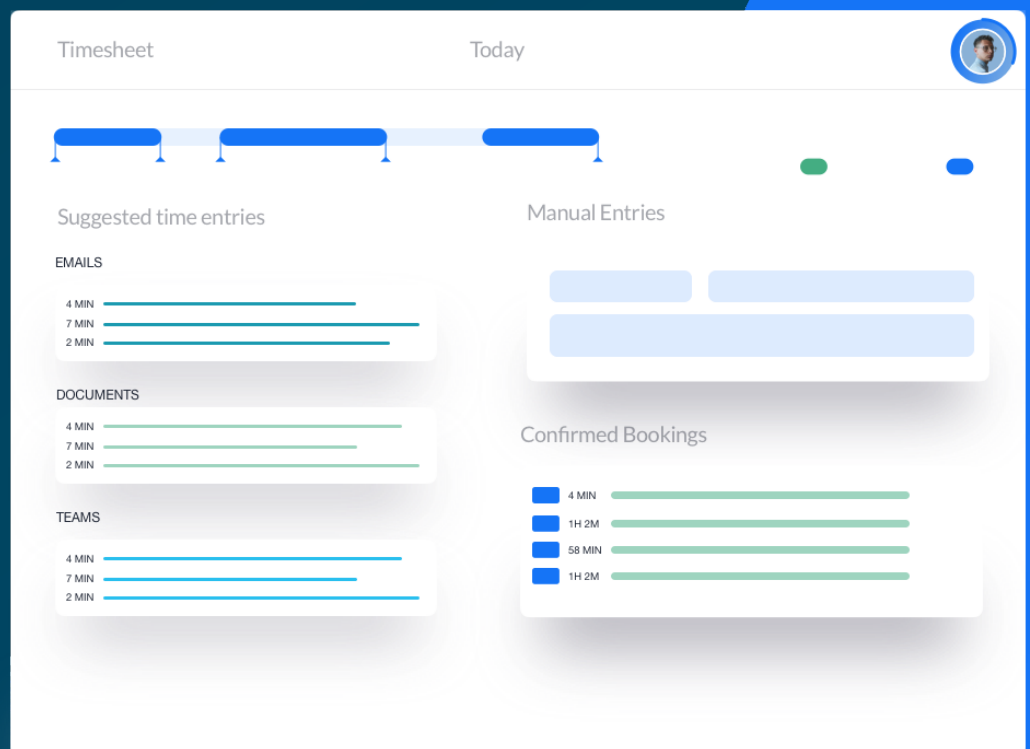 Timesheet
Today
Suggested time entries
EMAILS
4 MIN
7 MIN
2 MIN
DOCUMENTS
4 MIN
7 MIN
2 MIN
TEAMS
4 MIN
7 MIN
2 MIN
Manual Entries
Confirmed Bookings
4 MIN
1H 2M
58 MIN
1H 2M